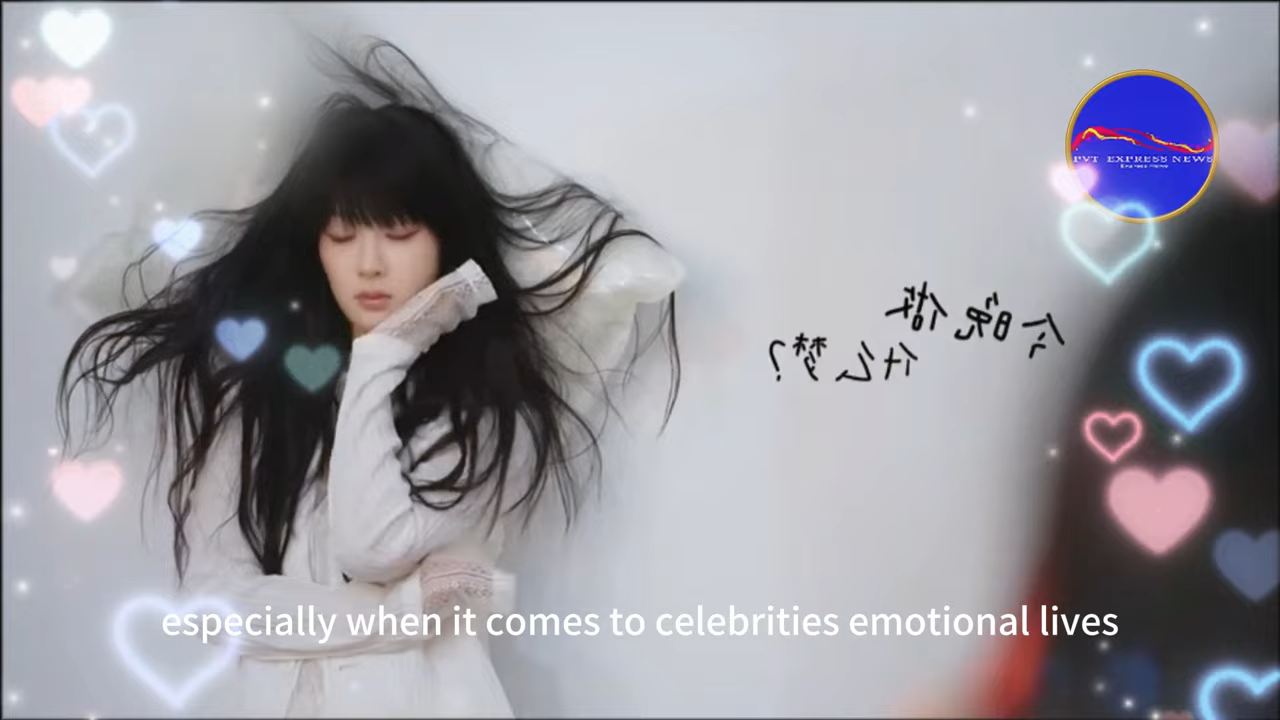 PVT EXPRESS NEWS
今晚做
什么梦?
especially when it comes to celebrities emotional lives